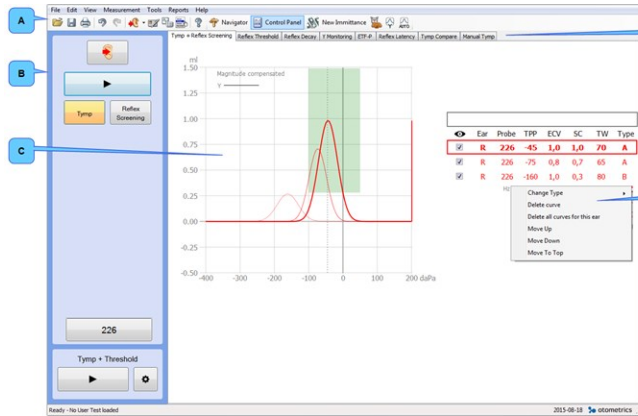 File Edit View Measurement Tools Reports Help
A
Navigator Control Panel New Immittance
Tymp + Reflex Screening Reflex Threshold Reflex Decay Y Monitoring ETF-P Reflex Latency Tymp Compare Manual Tymp
B
Tymp
Reflex Screening
C
ml
1.50
1.25
1.00
0.75
0.50
0.25
0.00
-0.25
-0.50
-400 -300 -200 -100 0 100 200 daPa
Magnitude compensated
Y
Ear Probe TPP ECV SC TW Type
R 226 -45 1,0 1,0 70 A
R 226 -75 0,8 0,7 65 A
R 226 -160 1,0 0,3 80 B
Hz
Change Type
Delete curve
Delete all curves for this ear
Move Up
Move Down
Move To Top
226
Tymp + Threshold
Ready - No User Test loaded
2015-08-18 otometrics